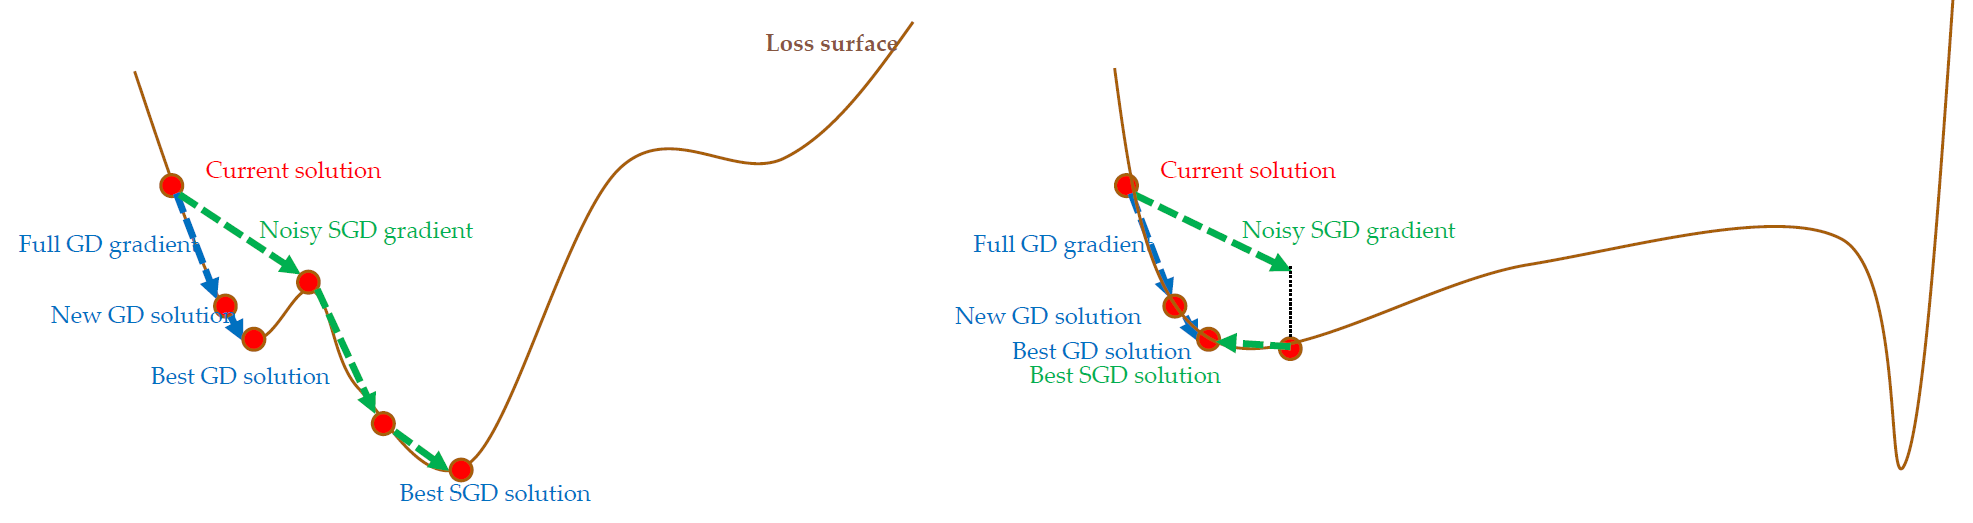 Loss surface
Current solution
Noisy SGD gradient
Full GD gradient
New GD solution
Best GD solution
Best SGD solution
Current solution
Noisy SGD gradient
Full GD gradient
New GD solution
Best GD solution
Best SGD solution